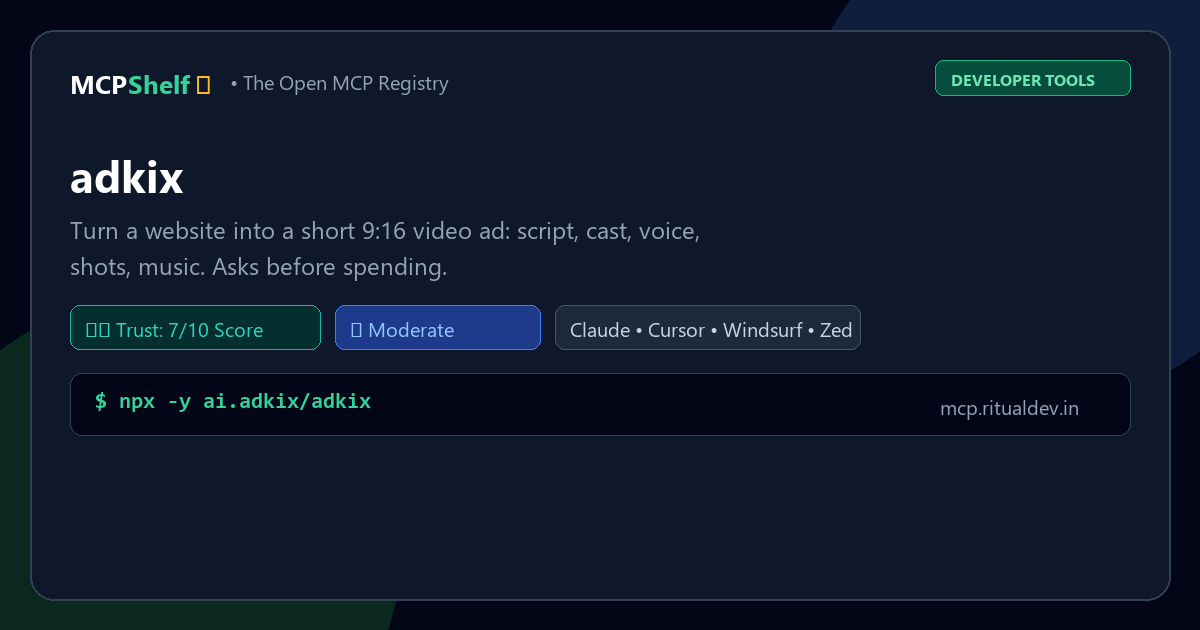 MCPShelf • The Open MCP Registry
DEVELOPER TOOLS
adkix
Turn a website into a short 9:16 video ad: script, cast, voice,
shots, music. Asks before spending.
Trust: 7/10 Score
Moderate
Claude • Cursor • Windsurf • Zed
$ npx -y ai.adkix/adkix
mcp.ritualdev.in